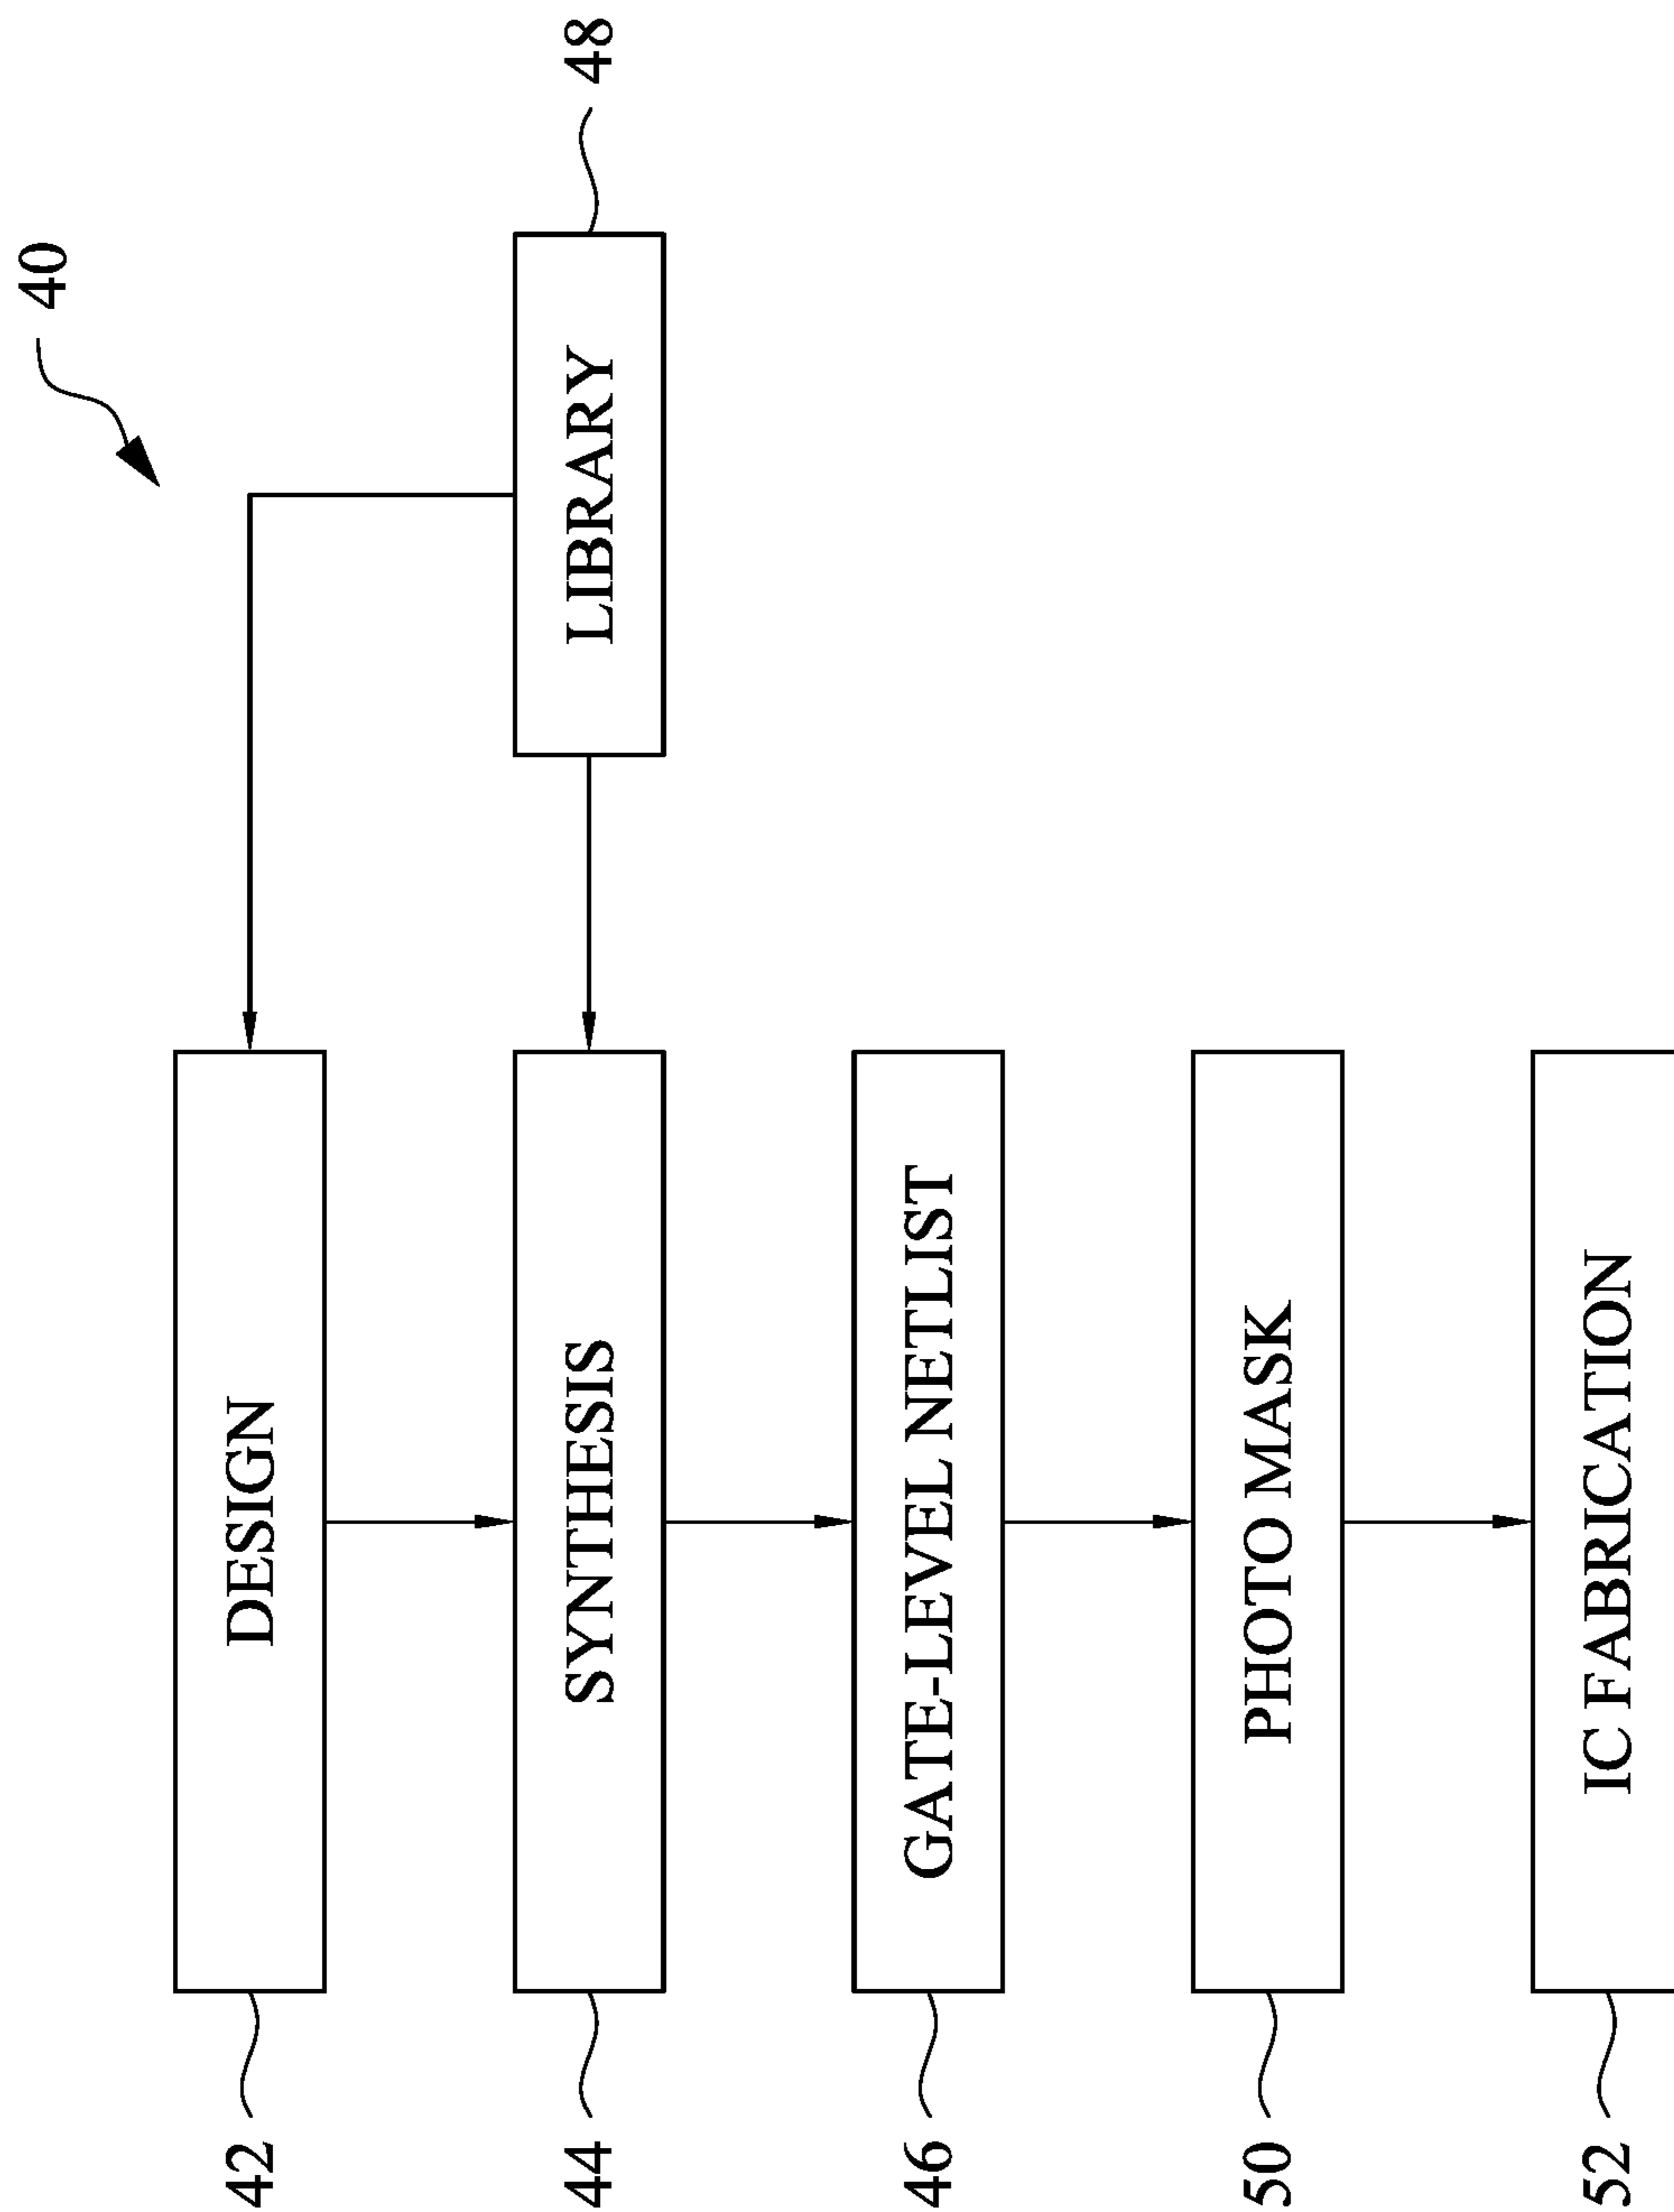 40
42
DESIGN
44
SYNTHESIS
LIBRARY
48
46
GATE-LEVEL NETLIST
50
PHOTO MASK
52
IC FABRICATION